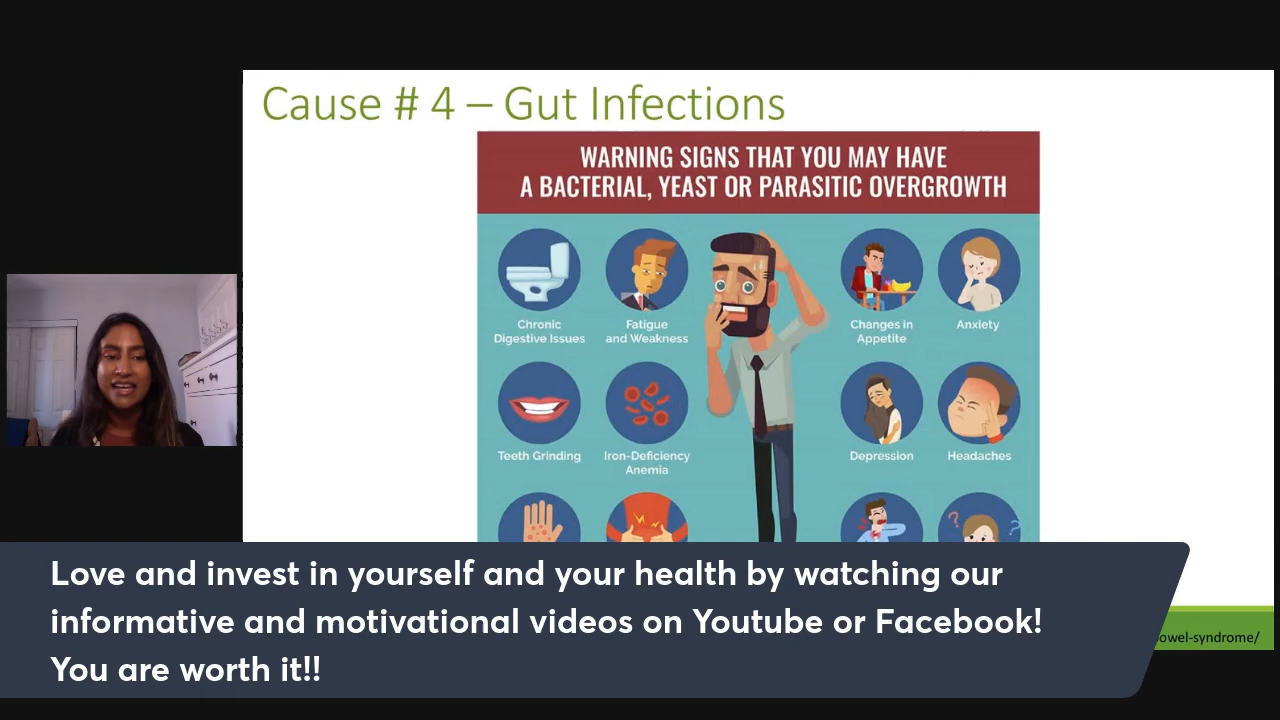 Cause # 4 – Gut Infections
WARNING SIGNS THAT YOU MAY HAVE
A BACTERIAL, YEAST OR PARASITIC OVERGROWTH
Chronic
Digestive Issues
Fatigue
and Weakness
Changes in
Appetite
Anxiety
Teeth Grinding
Iron-Deficiency
Anemia
Depression
Headaches
Love and invest in yourself and your health by watching our
informative and motivational videos on Youtube or Facebook!
You are worth it!!
owel-syndrome/